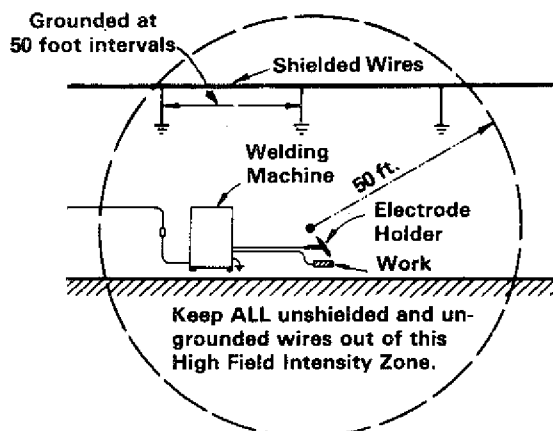 Grounded at
50 foot intervals
Shielded Wires
Welding
Machine
50 ft.
Electrode
Holder
Work
Keep ALL unshielded and un-
grounded wires out of this
High Field Intensity Zone.